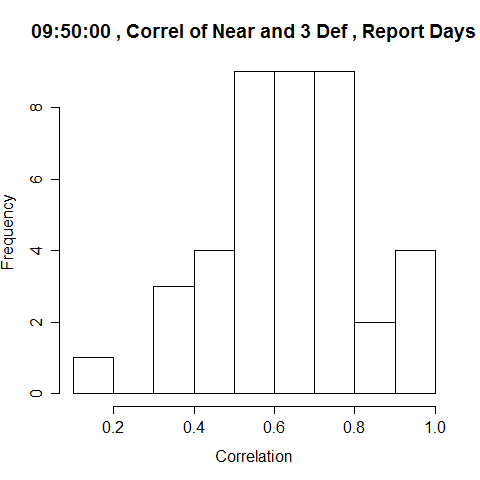 09:50:00 , Correl of Near and 3 Def , Report Days
Frequency
8
6
4
2
0
0.2 0.4 0.6 0.8 1.0
Correlation